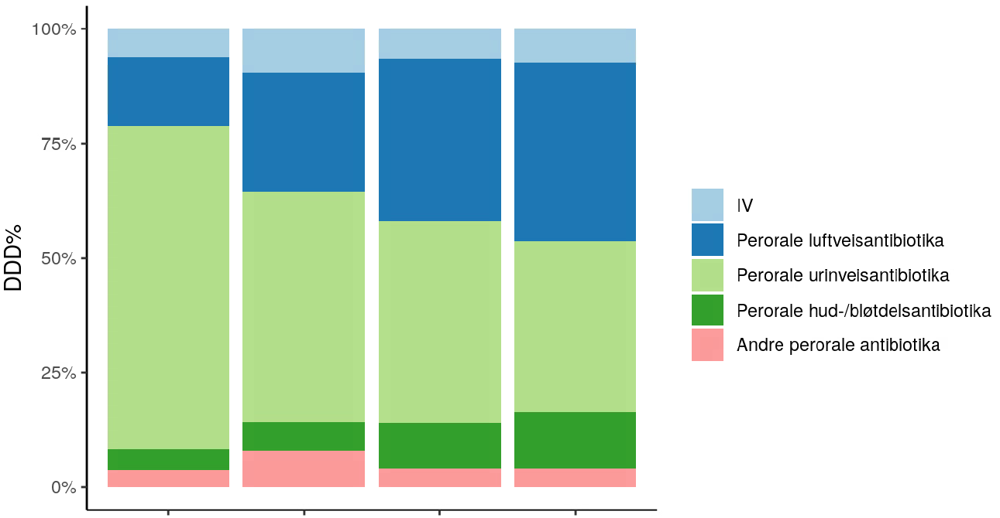 100%
75%
50%
25%
0%
DDD%
IV
Perorale luftveisantibiotika
Perorale urinveisantibiotika
Perorale hud-/bløtdelsantibiotika
Andre perorale antibiotika